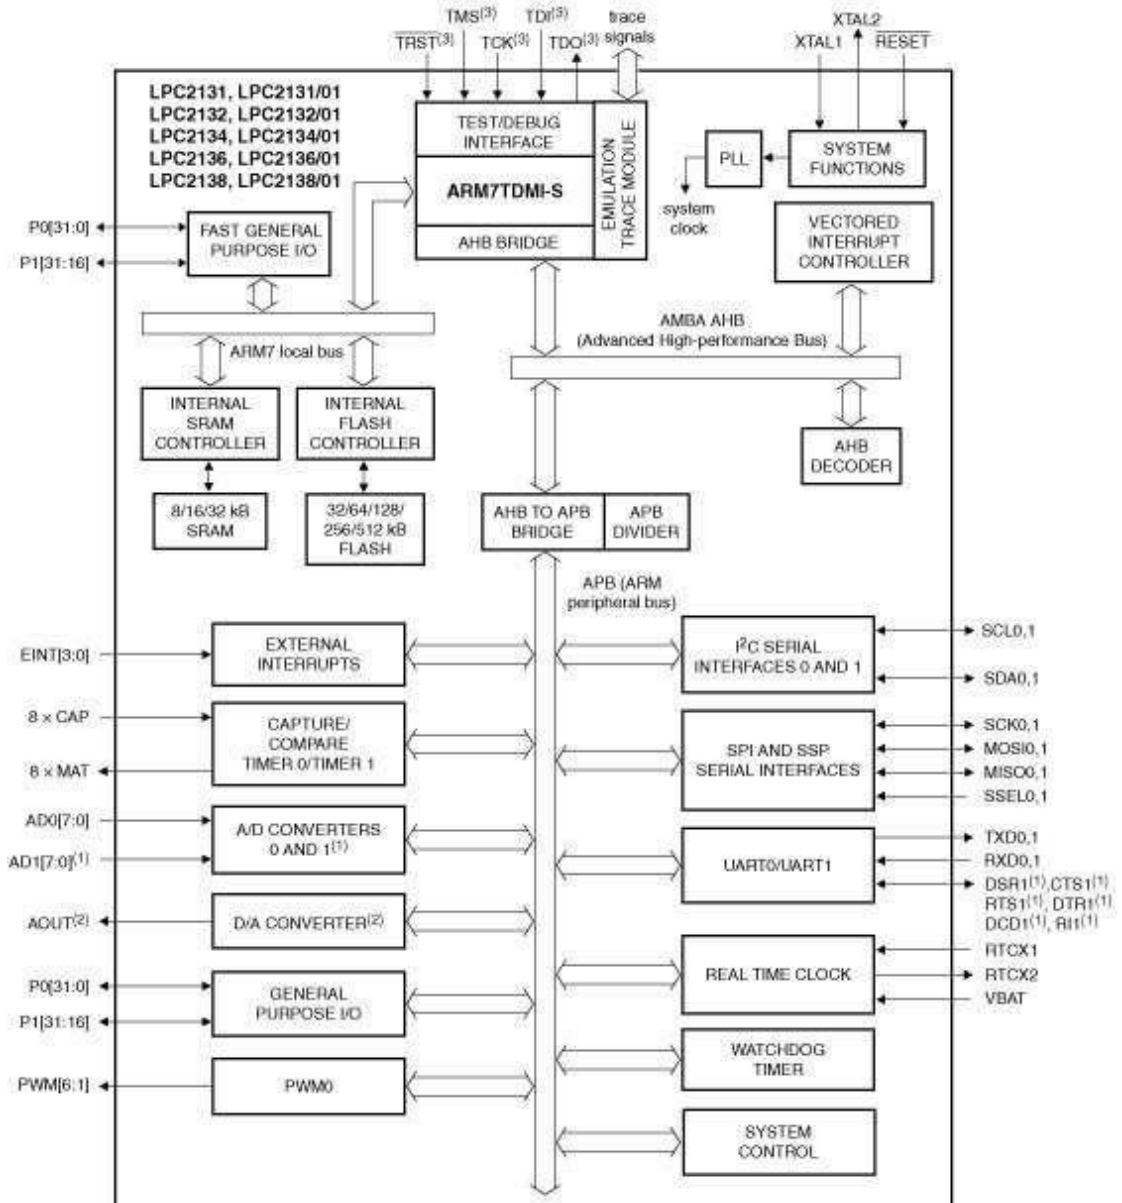 TMS(3) TDI(3) trace
TRST(3) TCK(3) TDO(3) signals
XTAL2
XTAL1 RESET
LPC2131, LPC2131/01
LPC2132, LPC2132/01
LPC2134, LPC2134/01
LPC2136, LPC2136/01
LPC2138, LPC2138/01
TEST/DEBUG
INTERFACE
ARM7TDMI-S
AHB BRIDGE
EMULATION
TRACE MODULE
PLL
SYSTEM
FUNCTIONS
system
clock
VECTORED
INTERRUPT
CONTROLLER
P0[31:0]
P1[31:16]
FAST GENERAL
PURPOSE I/O
ARM7 local bus
AMBA AHB
(Advanced High-performance Bus)
INTERNAL
SRAM
CONTROLLER
INTERNAL
FLASH
CONTROLLER
AHB
DECODER
8/16/32 kB
SRAM
32/64/128/
256/512 kB
FLASH
AHB TO APB
BRIDGE
APB
DIVIDER
APB (ARM
peripheral bus)
EINT[3:0]
EXTERNAL
INTERRUPTS
8 × CAP
8 × MAT
CAPTURE/
COMPARE
TIMER 0/TIMER 1
AD0[7:0]
AD1[7:0](1)
A/D CONVERTERS
0 AND 1(1)
AOUT(2)
D/A CONVERTER(2)
P0[31:0]
P1[31:16]
GENERAL
PURPOSE I/O
PWM[6:1]
PWM0
I2C SERIAL
INTERFACES 0 AND 1
SCL0,1
SDA0,1
SPI AND SSP
SERIAL INTERFACES
SCK0,1
MOSI0,1
MISO0,1
SSEL0,1
UART0/UART1
TXD0,1
RXD0,1
DSR1(1),CTS1(1)
RTS1(1), DTR1(1)
DCD1(1), RI1(1)
REAL TIME CLOCK
RTCX1
RTCX2
VBAT
WATCHDOG
TIMER
SYSTEM
CONTROL